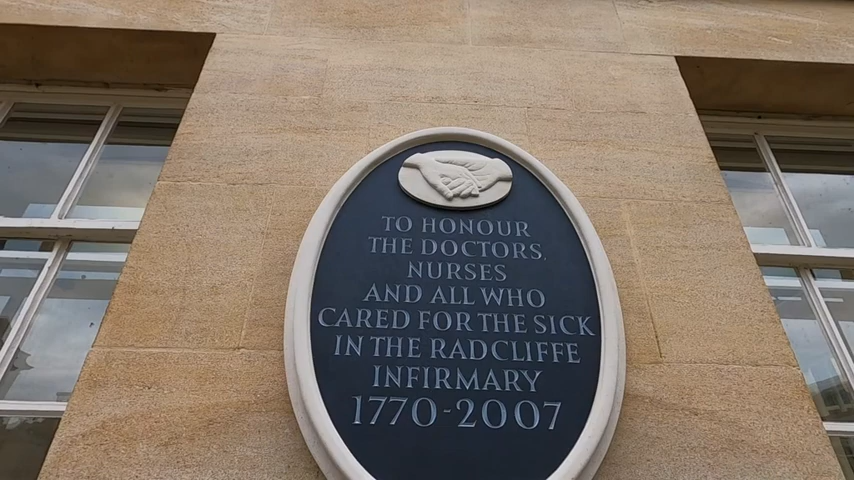 TO HONOUR
THE DOCTORS,
NURSES
AND ALL WHO
CARED FOR THE SICK
IN THE RADCLIFFE
INFIRMARY
1770-2007